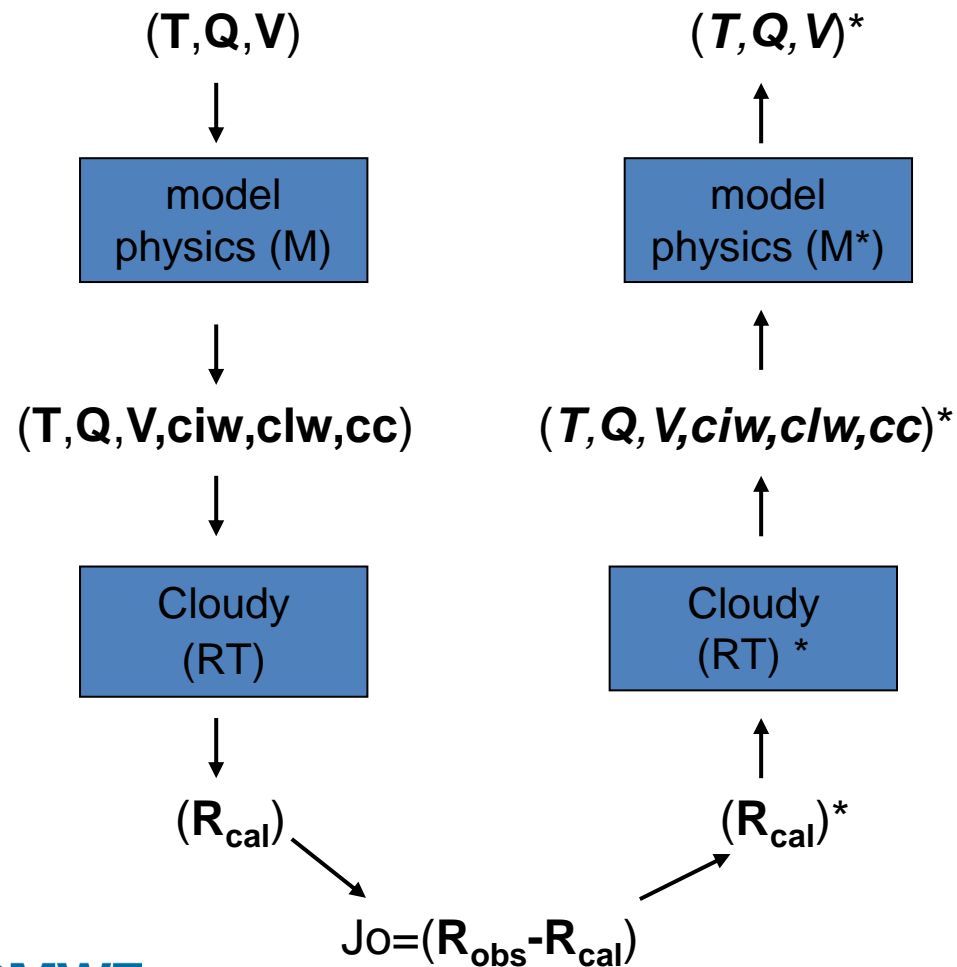 (T,Q,V)
model
physics (M)
(T,Q,V,ciw,clw,cc)
Cloudy
(RT)
(Rcal)
Jo=(Robs-Rcal)
(Rcal)*
Cloudy
(RT) *
(T,Q,V,ciw,clw,cc)*
model
physics (M*)
(T,Q,V)*